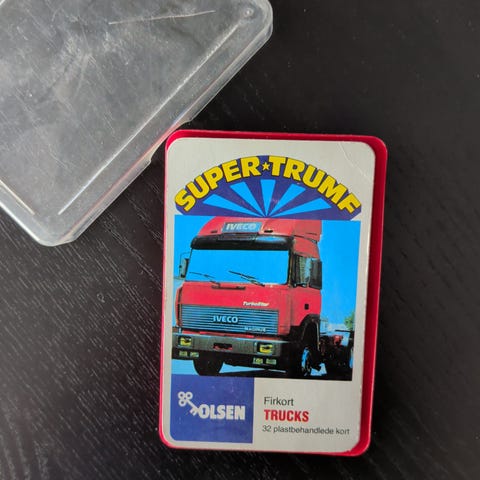 SUPER★TRUMF
IVECO
TurboStar
IVECO
OLSEN
Firkort
TRUCKS
32 plastbehandlede kort